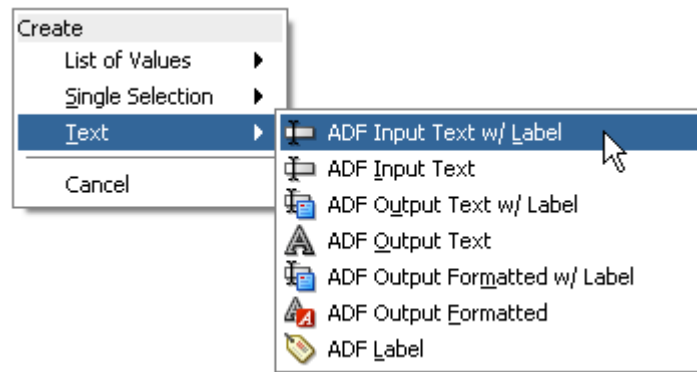 Create
List of Values
Single Selection
Text
Cancel
ADF Input Text w/ Label
ADF Input Text
ADF Output Text w/ Label
ADF Output Text
ADF Output Formatted w/ Label
ADF Output Formatted
ADF Label